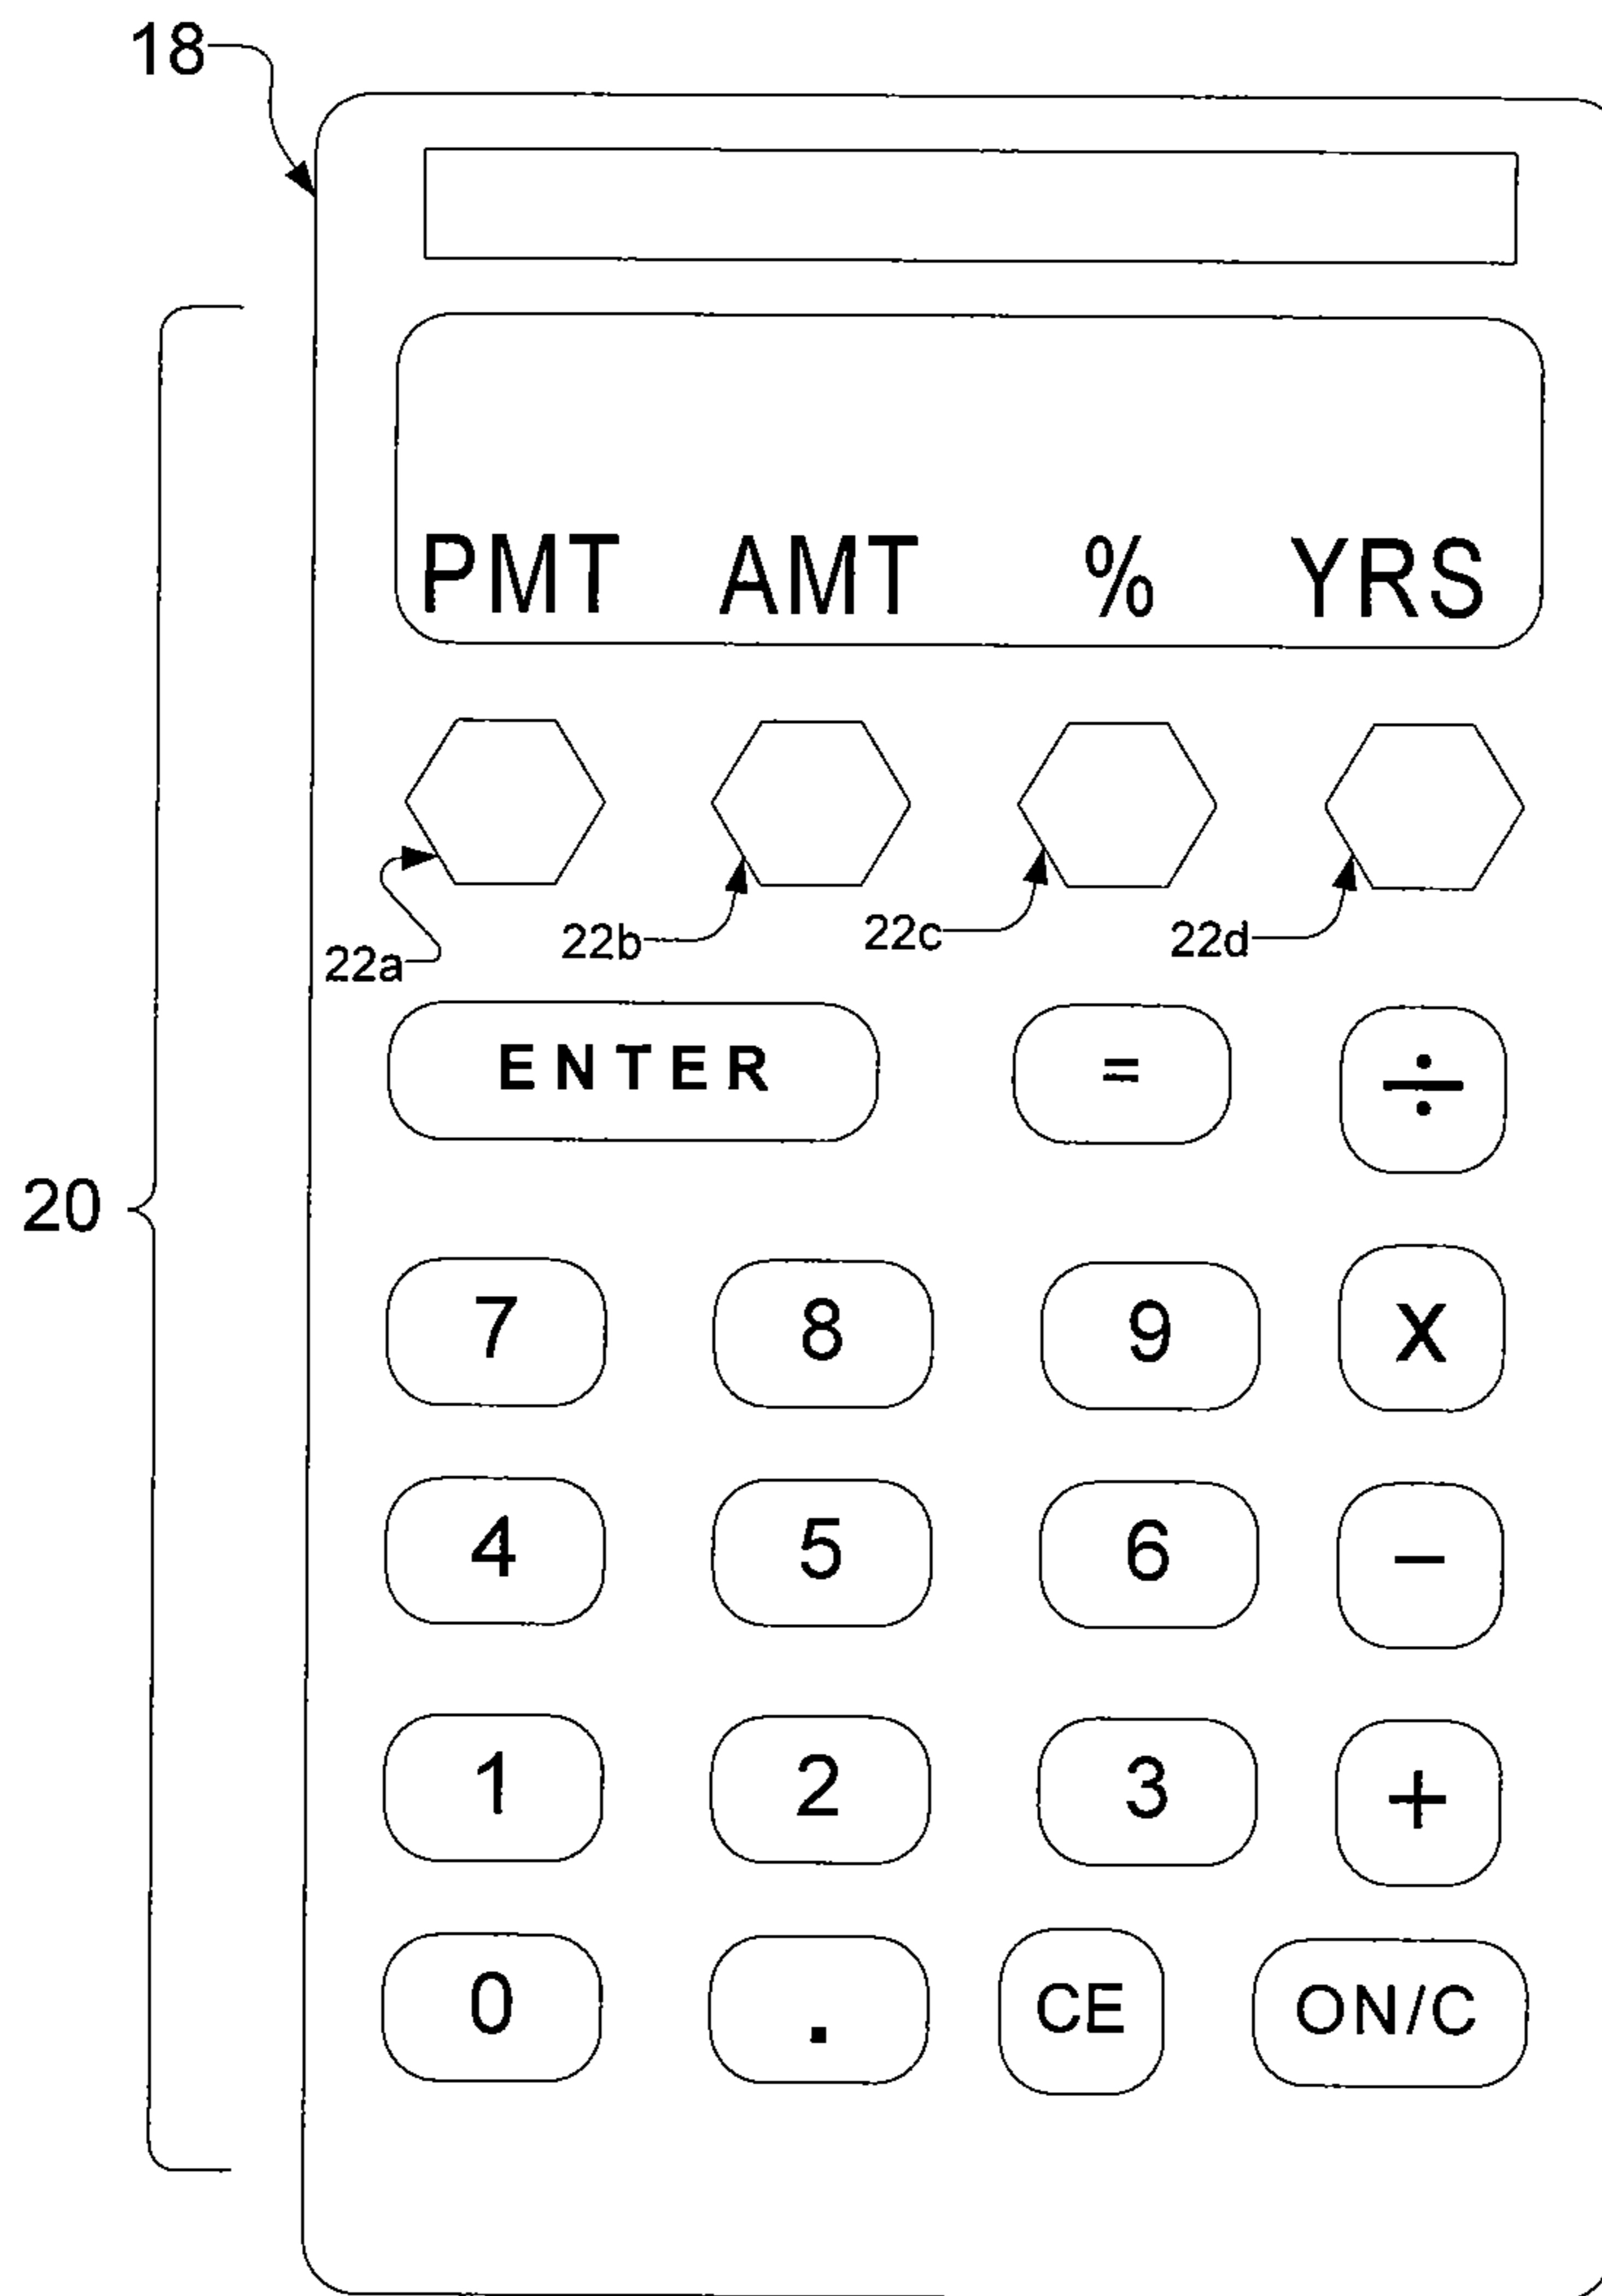 18
PMT AMT % YRS
22a 22b 22c 22d
ENTER = ÷
20
7 8 9 X
4 5 6 −
1 2 3 +
0 . CE ON/C